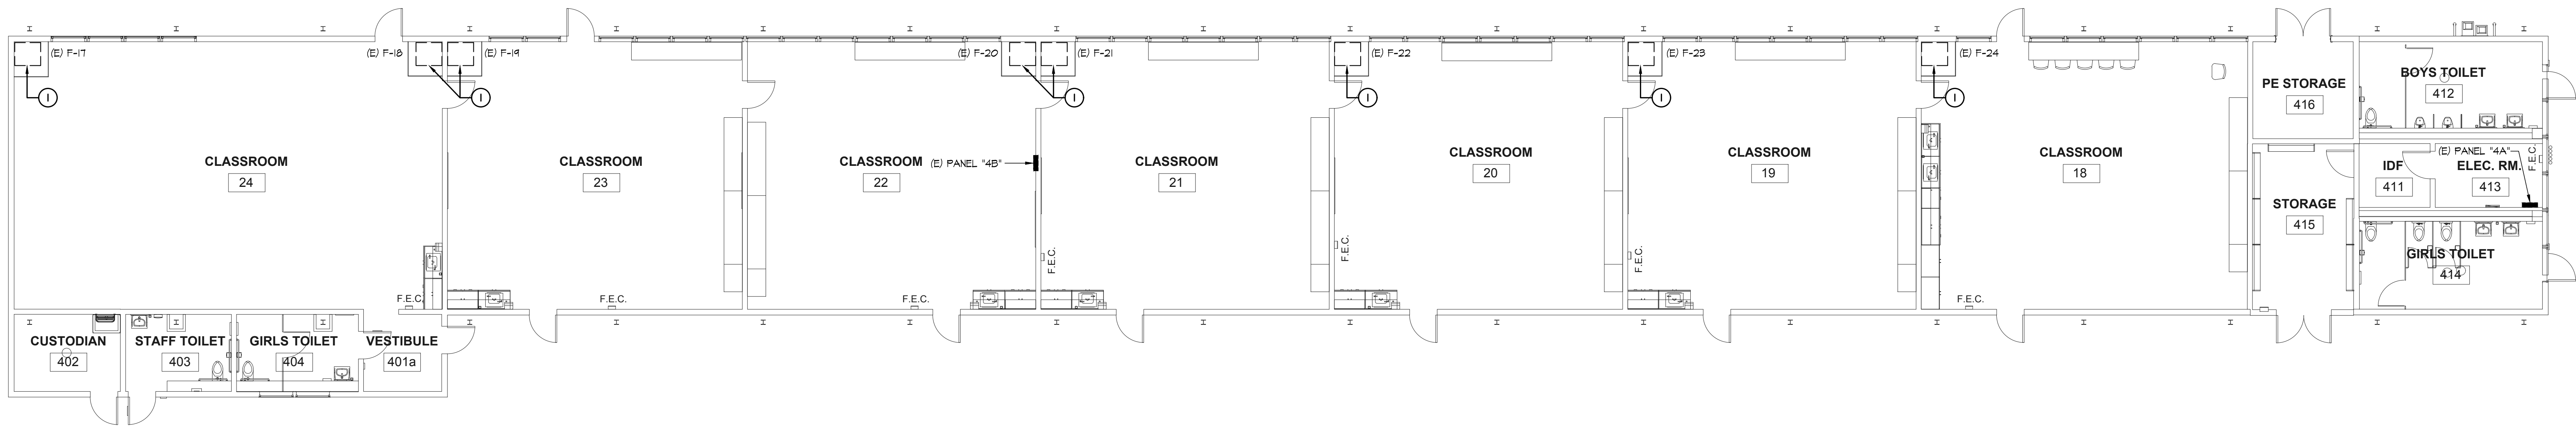 (E) F-17
(E) F-18
(E) F-19
(E) F-20
(E) F-21
(E) F-22
(E) F-23
(E) F-24
1
1
1
1
1
1
CLASSROOM
24
CLASSROOM
23
CLASSROOM
22
(E) PANEL "4B"
CLASSROOM
21
CLASSROOM
20
CLASSROOM
19
CLASSROOM
18
PE STORAGE
416
BOYS TOILET
412
(E) PANEL "4A"
F.E.C.
IDF
411
ELEC. RM.
413
STORAGE
415
GIRLS TOILET
414
F.E.C.
F.E.C.
F.E.C.
F.E.C.
F.E.C.
F.E.C.
F.E.C.
CUSTODIAN
402
STAFF TOILET
403
GIRLS TOILET
404
VESTIBULE
401a